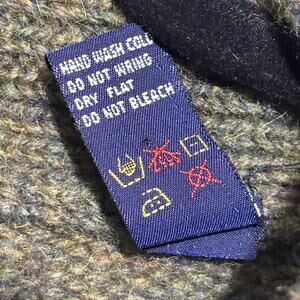 HAND WASH COLD
DO NOT WRING
DRY FLAT
DO NOT BLEACH